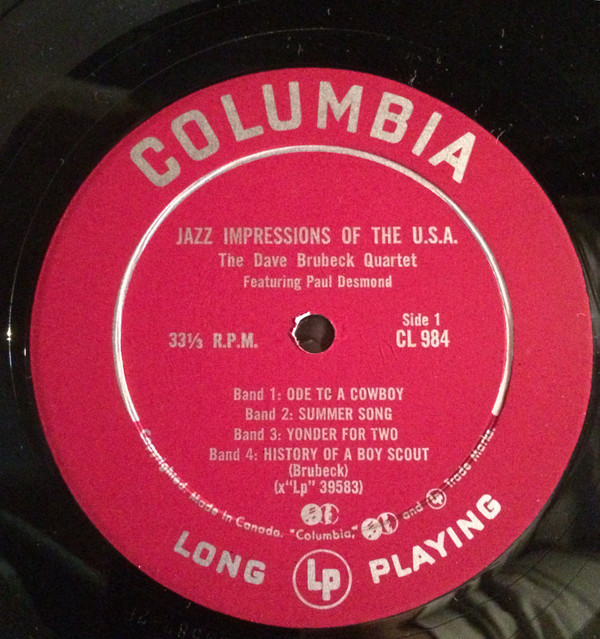 COLUMBIA
JAZZ IMPRESSIONS OF THE U.S.A.
The Dave Brubeck Quartet
Featuring Paul Desmond
33⅓ R.P.M.
Side 1
CL 984
Band 1: ODE TC A COWBOY
Band 2: SUMMER SONG
Band 3: YONDER FOR TWO
Band 4: HISTORY OF A BOY SCOUT
(Brubeck)
(x"Lp" 39583)
Copyrighted. Made in Canada. "Columbia," and Lp Trade Marks.
LONG Lp PLAYING